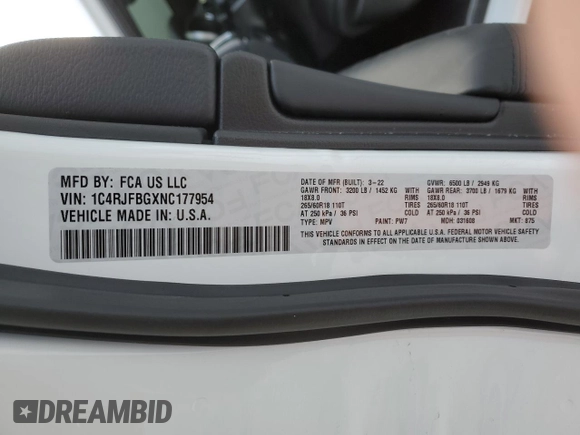 MFD BY: FCA US LLC
VIN: 1C4RJFBGXNC177954
VEHICLE MADE IN: U.S.A.
DATE OF MFR (BUILT): 3-22 GVWR: 6500 LB / 2949 KG
GAWR FRONT: 3200 LB / 1452 KG GAWR REAR: 3700 LB / 1679 KG
18X8.0 RIMS 18X8.0 RIMS
265/60R18 110T TIRES 265/60R18 110T TIRES
AT 250 kPa / 36 PSI AT 250 kPa / 36 PSI
TYPE: MPV PAINT: PW7 MDH: 031608 MKT: 875
THIS VEHICLE CONFORMS TO ALL APPLICABLE U.S.A. FEDERAL MOTOR VEHICLE SAFETY
STANDARDS IN EFFECT ON THE DATE OF MANUFACTURE SHOWN ABOVE.
DREAMBID